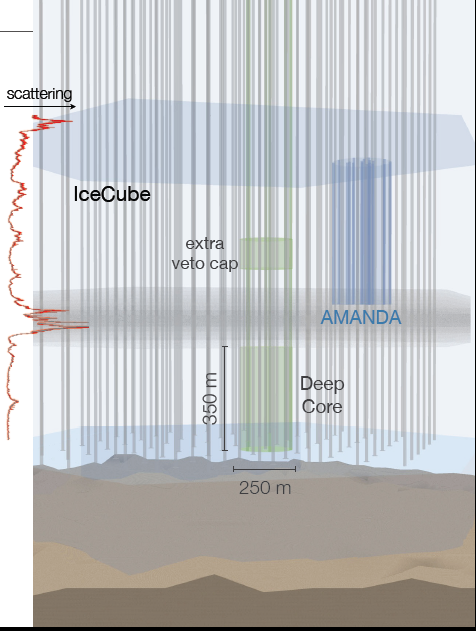 scattering
IceCube
extra
veto cap
AMANDA
350 m
Deep
Core
250 m